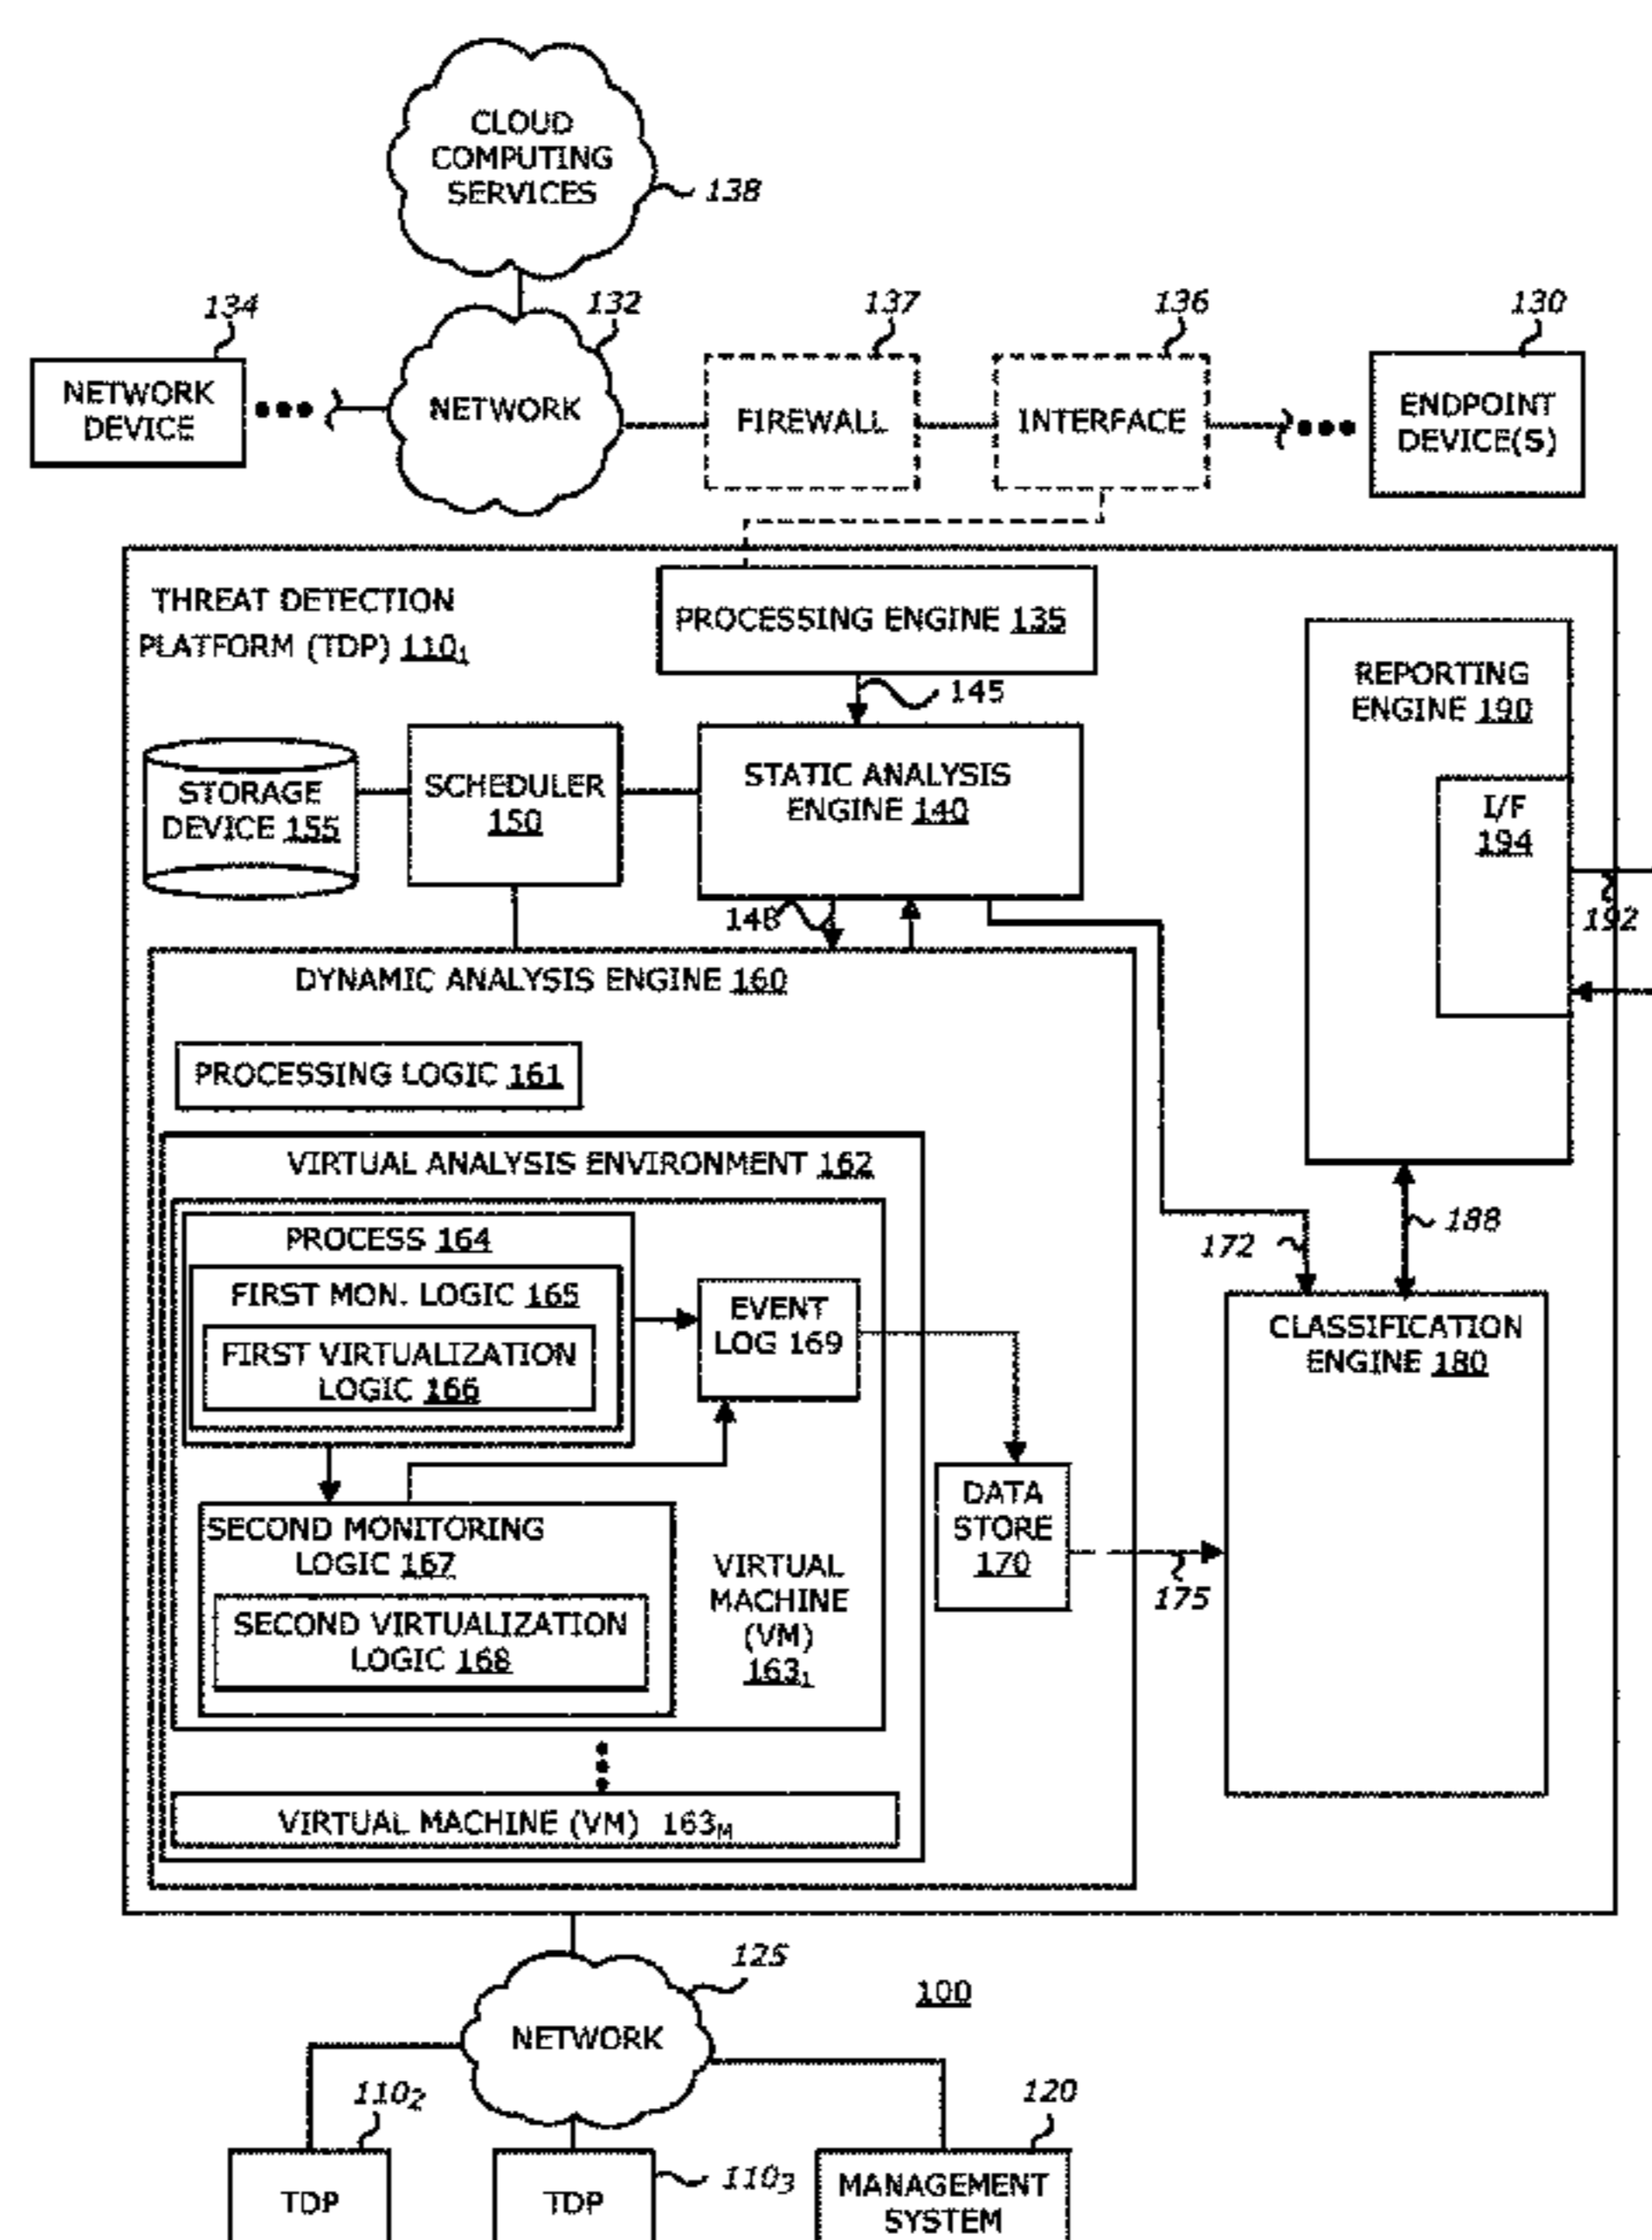 CLOUD
COMPUTING
SERVICES
138
134
132
137
136
130
NETWORK
DEVICE
NETWORK
FIREWALL
INTERFACE
ENDPOINT
DEVICE(S)
THREAT DETECTION
PLATFORM (TDP) 110₁
PROCESSING ENGINE 135
145
REPORTING
ENGINE 190
STORAGE
DEVICE 155
SCHEDULER
150
STATIC ANALYSIS
ENGINE 140
I/F
194
148
192
DYNAMIC ANALYSIS ENGINE 160
PROCESSING LOGIC 161
VIRTUAL ANALYSIS ENVIRONMENT 162
PROCESS 164
172
188
FIRST MON. LOGIC 165
FIRST VIRTUALIZATION
LOGIC 166
EVENT
LOG 169
CLASSIFICATION
ENGINE 180
SECOND MONITORING
LOGIC 167
SECOND VIRTUALIZATION
LOGIC 168
VIRTUAL
MACHINE
(VM)
163₁
DATA
STORE
170
175
VIRTUAL MACHINE (VM) 163M
125
NETWORK
100
110₂
120
TDP
TDP
110₃
MANAGEMENT
SYSTEM